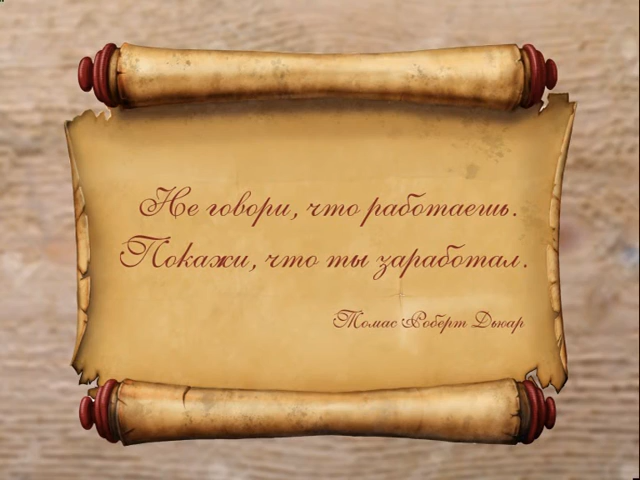 Не говори, что работаешь.
Покажи, что ты заработал.
Томас Роберт Дьюар